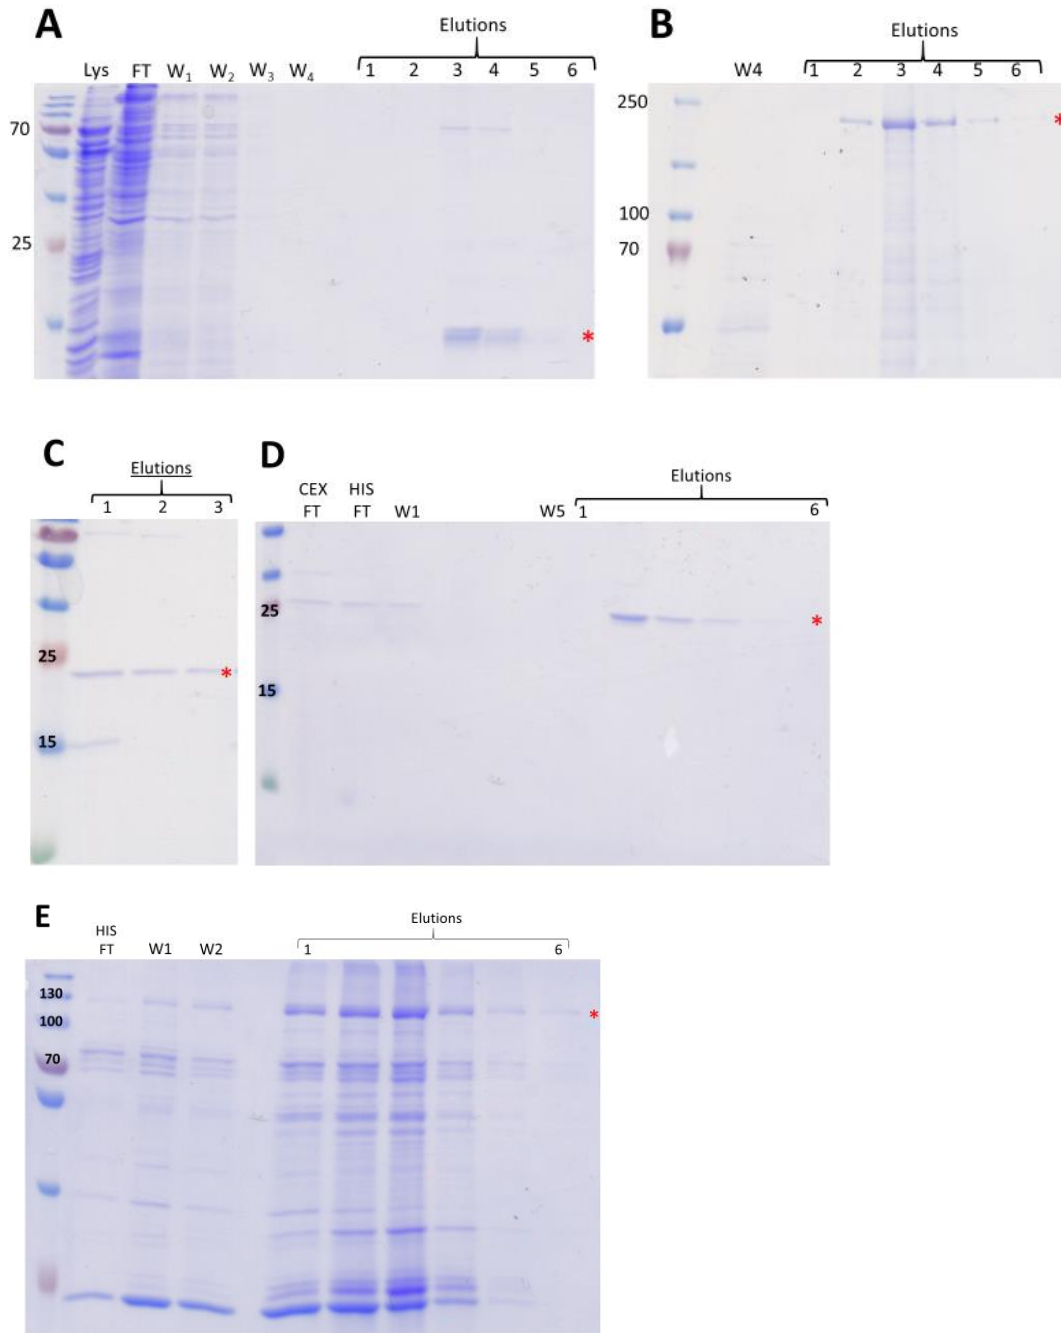 A
Elutions
Lys FT W1 W2 W3 W4 1 2 3 4 5 6
70
25
*
B
Elutions
W4 1 2 3 4 5 6
250
100
70
*
C
Elutions
1 2 3
25
15
*
D
Elutions
CEX HIS
FT FT W1 W5 1 6
25
15
*
E
Elutions
HIS
FT W1 W2 1 6
130
100
70
*